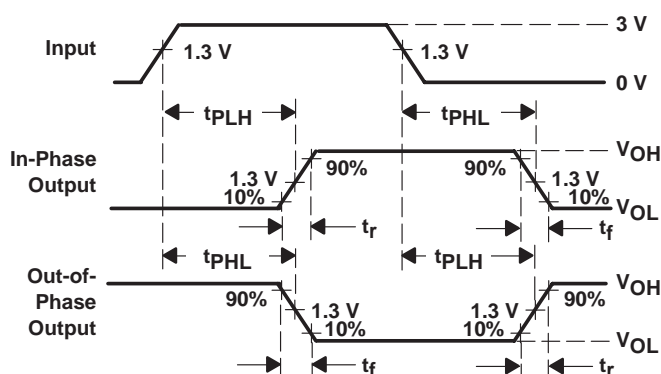 3 V
Input
1.3 V
1.3 V
0 V
tPLH
tPHL
In-Phase
Output
VOH
90%
90%
1.3 V
1.3 V
10%
10%
VOL
tr
tf
tPHL
tPLH
Out-of-
Phase
Output
VOH
90%
90%
1.3 V
1.3 V
10%
10%
VOL
tf
tr